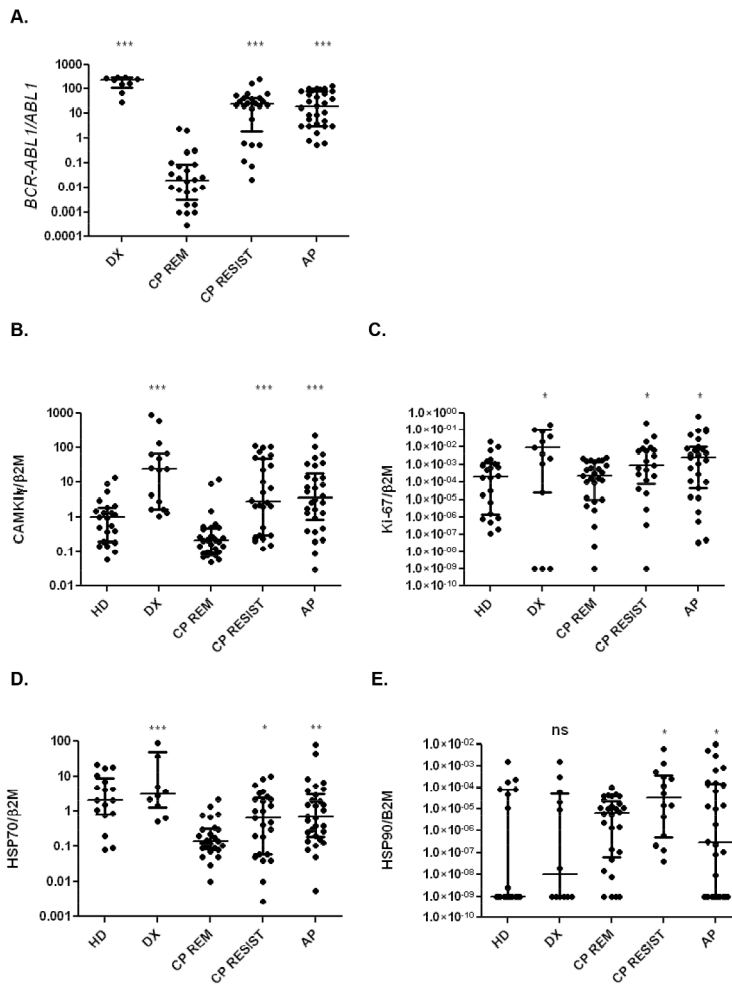 A.
*** *** ***
1000
100
10
1
0.1
0.01
0.001
0.0001
BCR-ABL1/ABL1
DX CP REM CP RESIST AP
B.
*** *** ***
1000
100
10
1
0.1
0.01
CAMKIIγ/β2M
HD DX CP REM CP RESIST AP
C.
* * *
1.0×10⁰⁰
1.0×10⁻⁰¹
1.0×10⁻⁰²
1.0×10⁻⁰³
1.0×10⁻⁰⁴
1.0×10⁻⁰⁵
1.0×10⁻⁰⁶
1.0×10⁻⁰⁷
1.0×10⁻⁰⁸
1.0×10⁻⁰⁹
1.0×10⁻¹⁰
Ki-67/β2M
HD DX CP REM CP RESIST AP
D.
*** * **
100
10
1
0.1
0.01
0.001
HSP70/β2M
HD DX CP REM CP RESIST AP
E.
ns * *
1.0×10⁻⁰²
1.0×10⁻⁰³
1.0×10⁻⁰⁴
1.0×10⁻⁰⁵
1.0×10⁻⁰⁶
1.0×10⁻⁰⁷
1.0×10⁻⁰⁸
1.0×10⁻⁰⁹
1.0×10⁻¹⁰
HSP90/B2M
HD DX CP REM CP RESIST AP